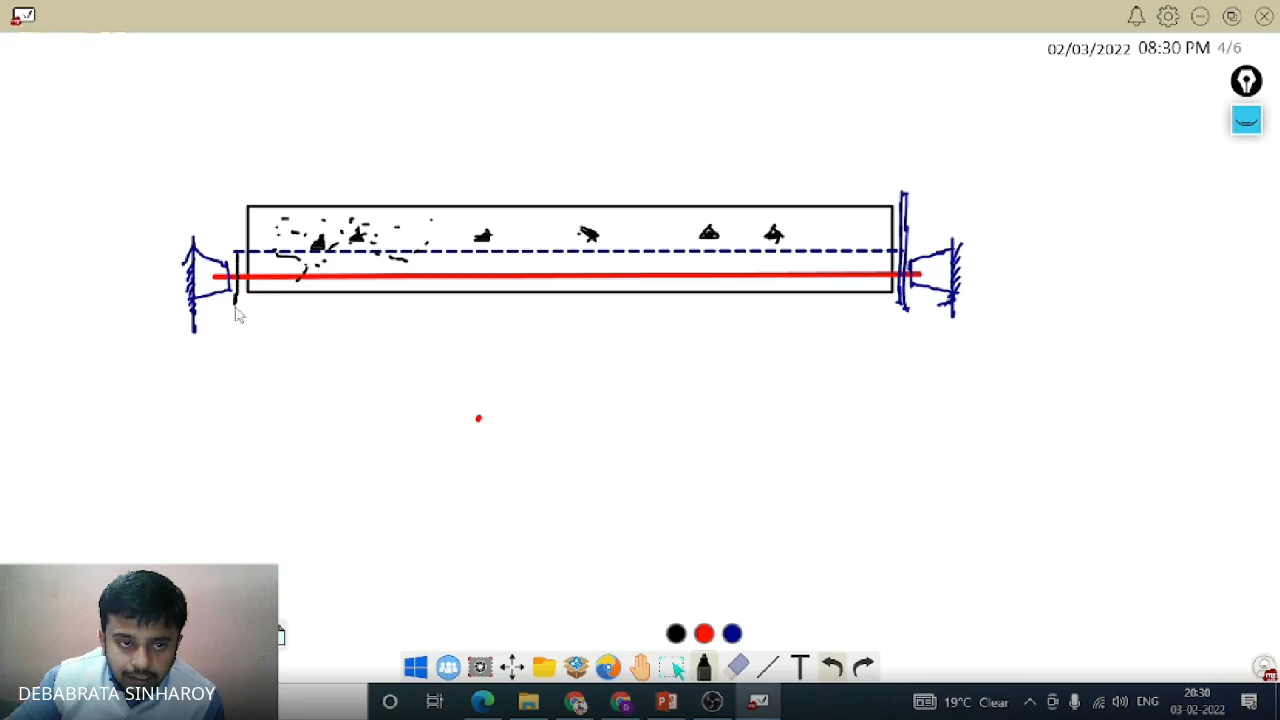 02/03/2022 08:30 PM 4/6
DEBABRATA SINHAROY
19°C Clear
ENG
20:30
03-02-2022